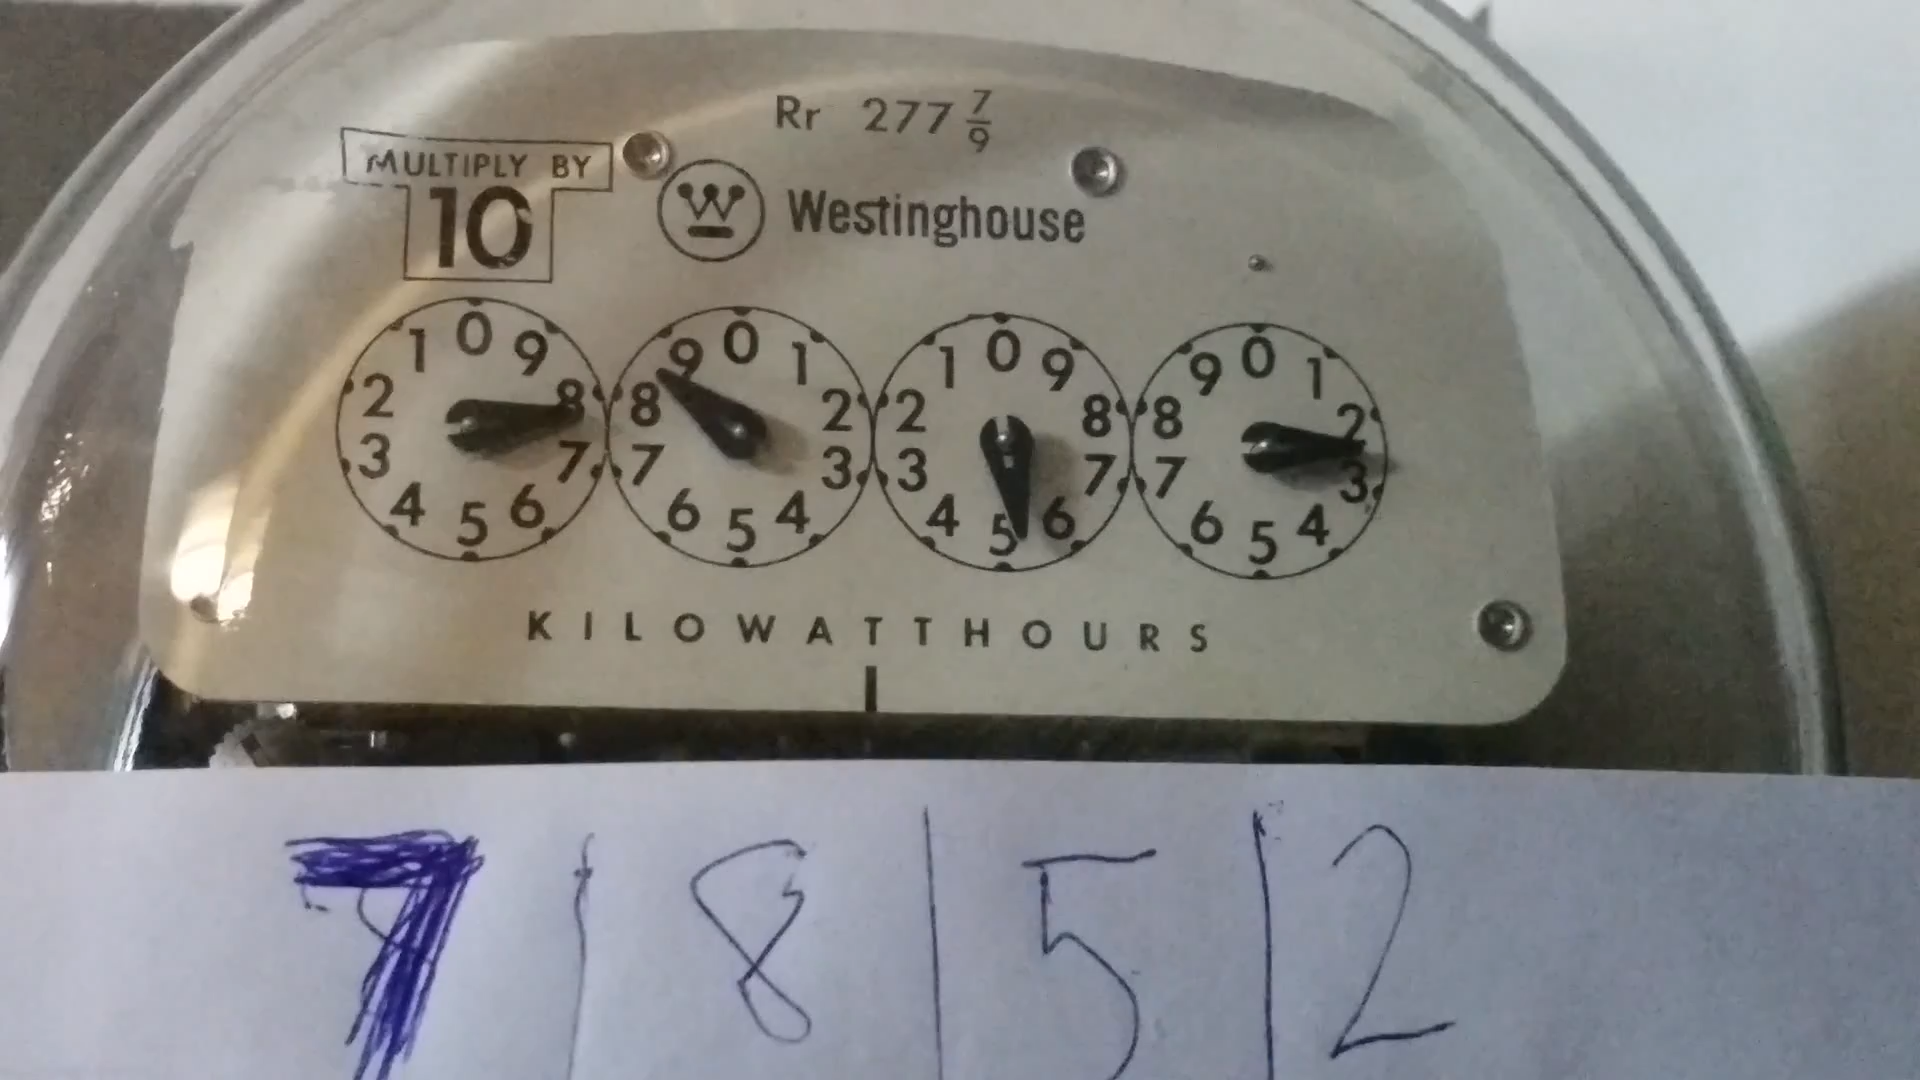 Rr 277 7/9
MULTIPLY BY
10
W Westinghouse
1 0 9 8 7 6 5 4 3 2
9 0 1 2 3 4 5 6 7 8
1 0 9 8 7 6 5 4 3 2
9 0 1 2 3 4 5 6 7 8
KILOWATTHOURS
7 | 8 | 5 | 2